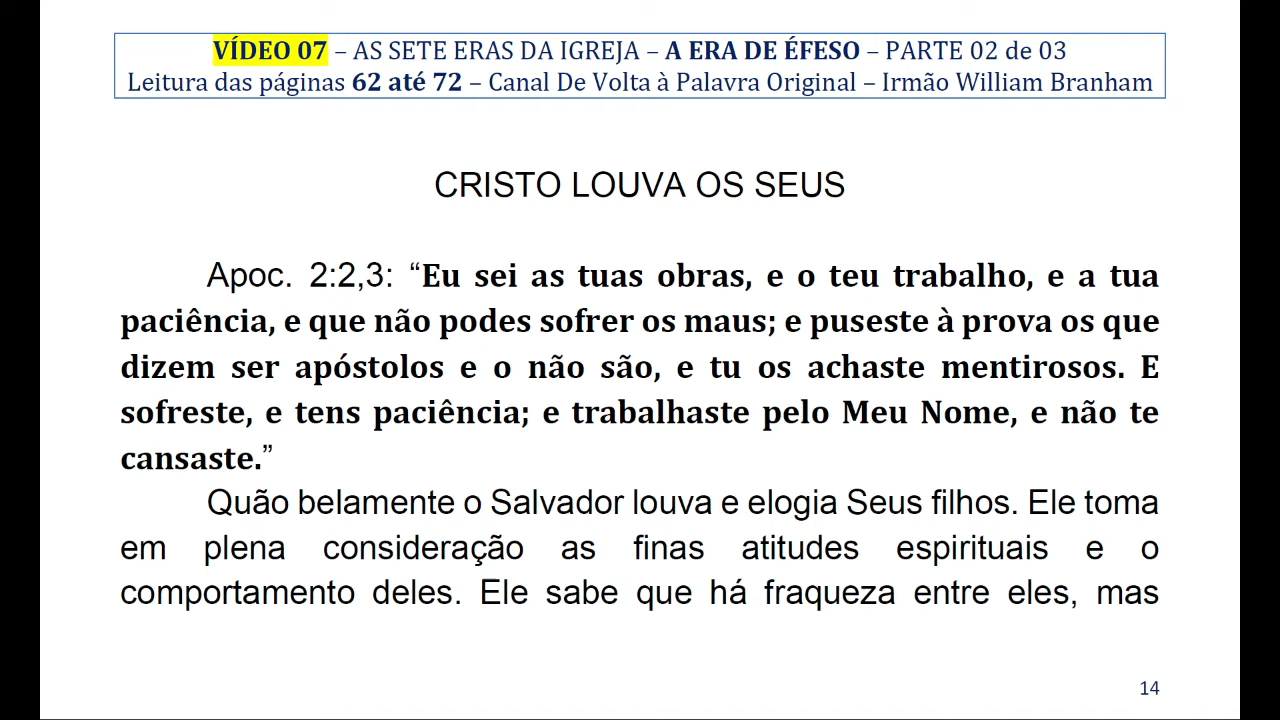 VÍDEO 07 – AS SETE ERAS DA IGREJA – A ERA DE ÉFESO – PARTE 02 de 03
Leitura das páginas 62 até 72 – Canal De Volta à Palavra Original – Irmão William Branham
CRISTO LOUVA OS SEUS
Apoc. 2:2,3: “Eu sei as tuas obras, e o teu trabalho, e a tua
paciência, e que não podes sofrer os maus; e puseste à prova os que
dizem ser apóstolos e o não são, e tu os achaste mentirosos. E
sofreste, e tens paciência; e trabalhaste pelo Meu Nome, e não te
cansaste.”
Quão belamente o Salvador louva e elogia Seus filhos. Ele toma
em plena consideração as finas atitudes espirituais e o
comportamento deles. Ele sabe que há fraqueza entre eles, mas
14